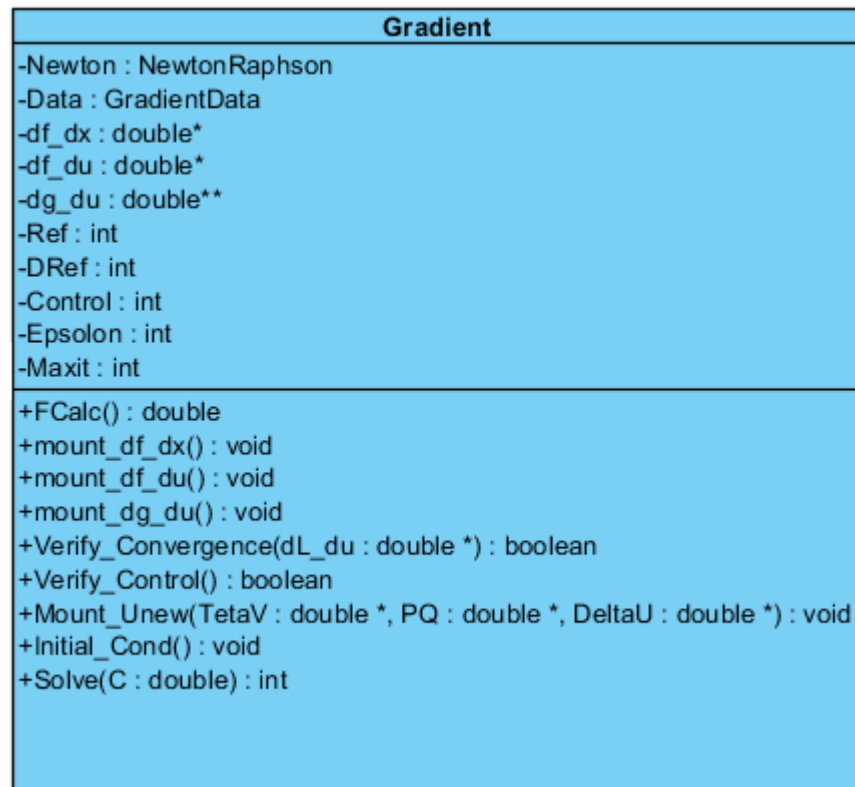 Gradient
-Newton : NewtonRaphson
-Data : GradientData
-df_dx : double*
-df_du : double*
-dg_du : double**
-Ref : int
-DRef : int
-Control : int
-Epsolon : int
-Maxit : int
+FCalc() : double
+mount_df_dx() : void
+mount_df_du() : void
+mount_dg_du() : void
+Verify_Convergence(dL_du : double *) : boolean
+Verify_Control() : boolean
+Mount_Unew(TetaV : double *, PQ : double *, DeltaU : double *) : void
+Initial_Cond() : void
+Solve(C : double) : int